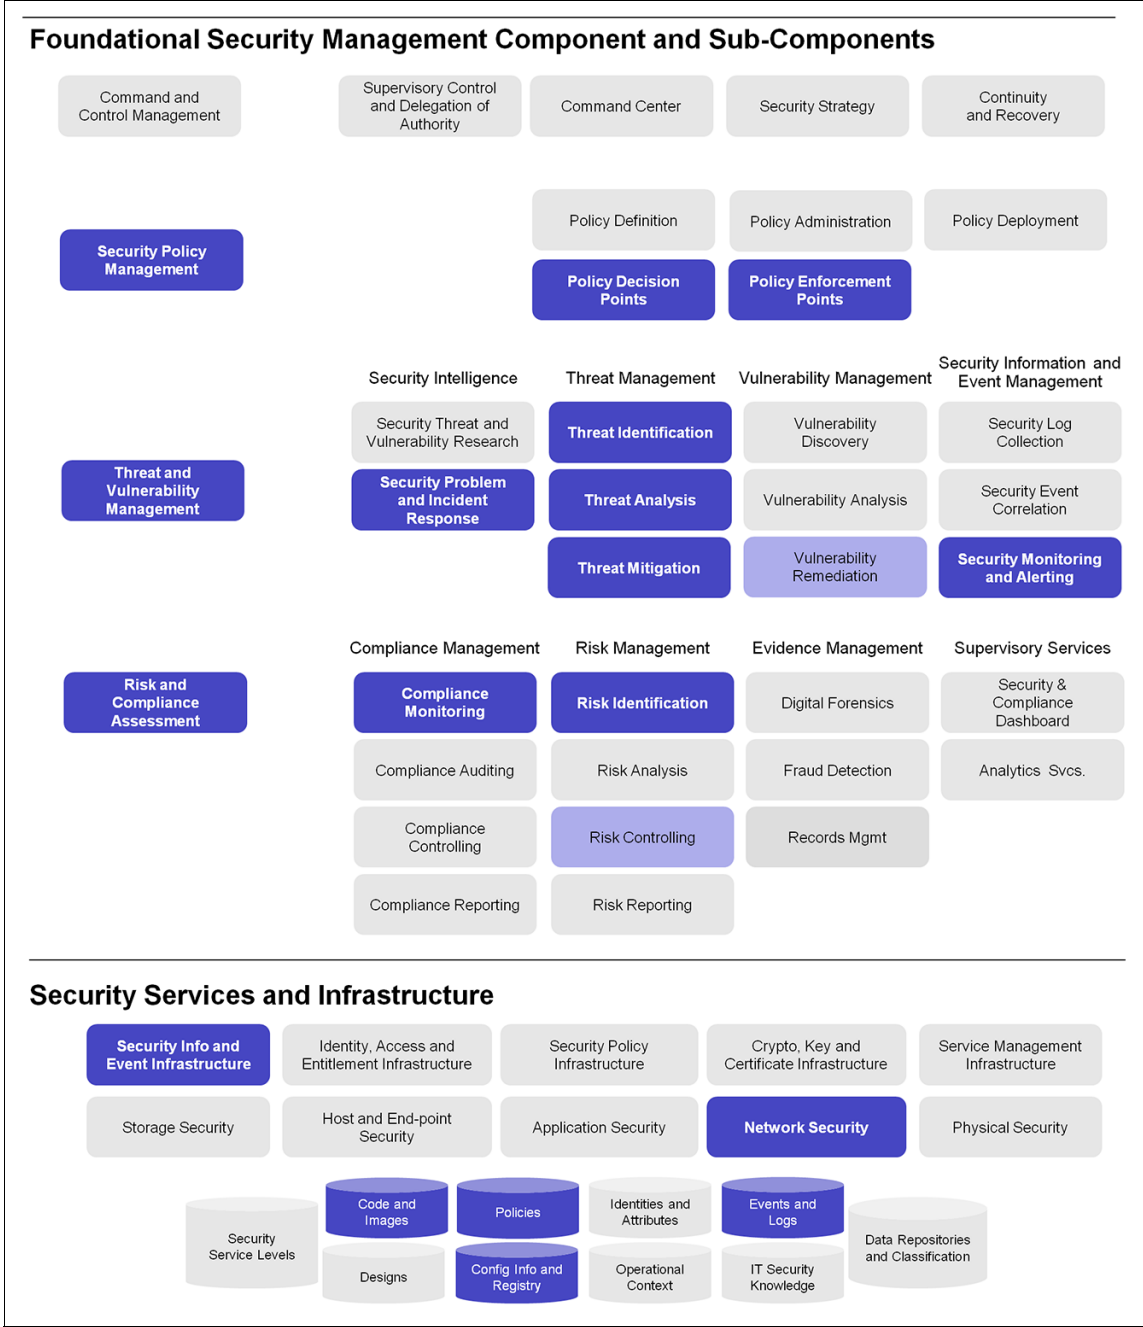 Foundational Security Management Component and Sub-Components
Command and
Control Management
Supervisory Control
and Delegation of
Authority
Command Center
Security Strategy
Continuity
and Recovery
Security Policy
Management
Policy Definition
Policy Administration
Policy Deployment
Policy Decision
Points
Policy Enforcement
Points
Threat and
Vulnerability
Management
Security Intelligence
Threat Management
Vulnerability Management
Security Information and
Event Management
Security Threat and
Vulnerability Research
Threat Identification
Vulnerability
Discovery
Security Log
Collection
Security Problem
and Incident
Response
Threat Analysis
Vulnerability Analysis
Security Event
Correlation
Threat Mitigation
Vulnerability
Remediation
Security Monitoring
and Alerting
Risk and
Compliance
Assessment
Compliance Management
Risk Management
Evidence Management
Supervisory Services
Compliance
Monitoring
Risk Identification
Digital Forensics
Security &
Compliance
Dashboard
Compliance Auditing
Risk Analysis
Fraud Detection
Analytics Svcs.
Compliance
Controlling
Risk Controlling
Records Mgmt
Compliance Reporting
Risk Reporting
Security Services and Infrastructure
Security Info and
Event Infrastructure
Identity, Access and
Entitlement Infrastructure
Security Policy
Infrastructure
Crypto, Key and
Certificate Infrastructure
Service Management
Infrastructure
Storage Security
Host and End-point
Security
Application Security
Network Security
Physical Security
Security
Service Levels
Code and
Images
Policies
Identities and
Attributes
Events and
Logs
Data Repositories
and Classification
Designs
Config Info and
Registry
Operational
Context
IT Security
Knowledge